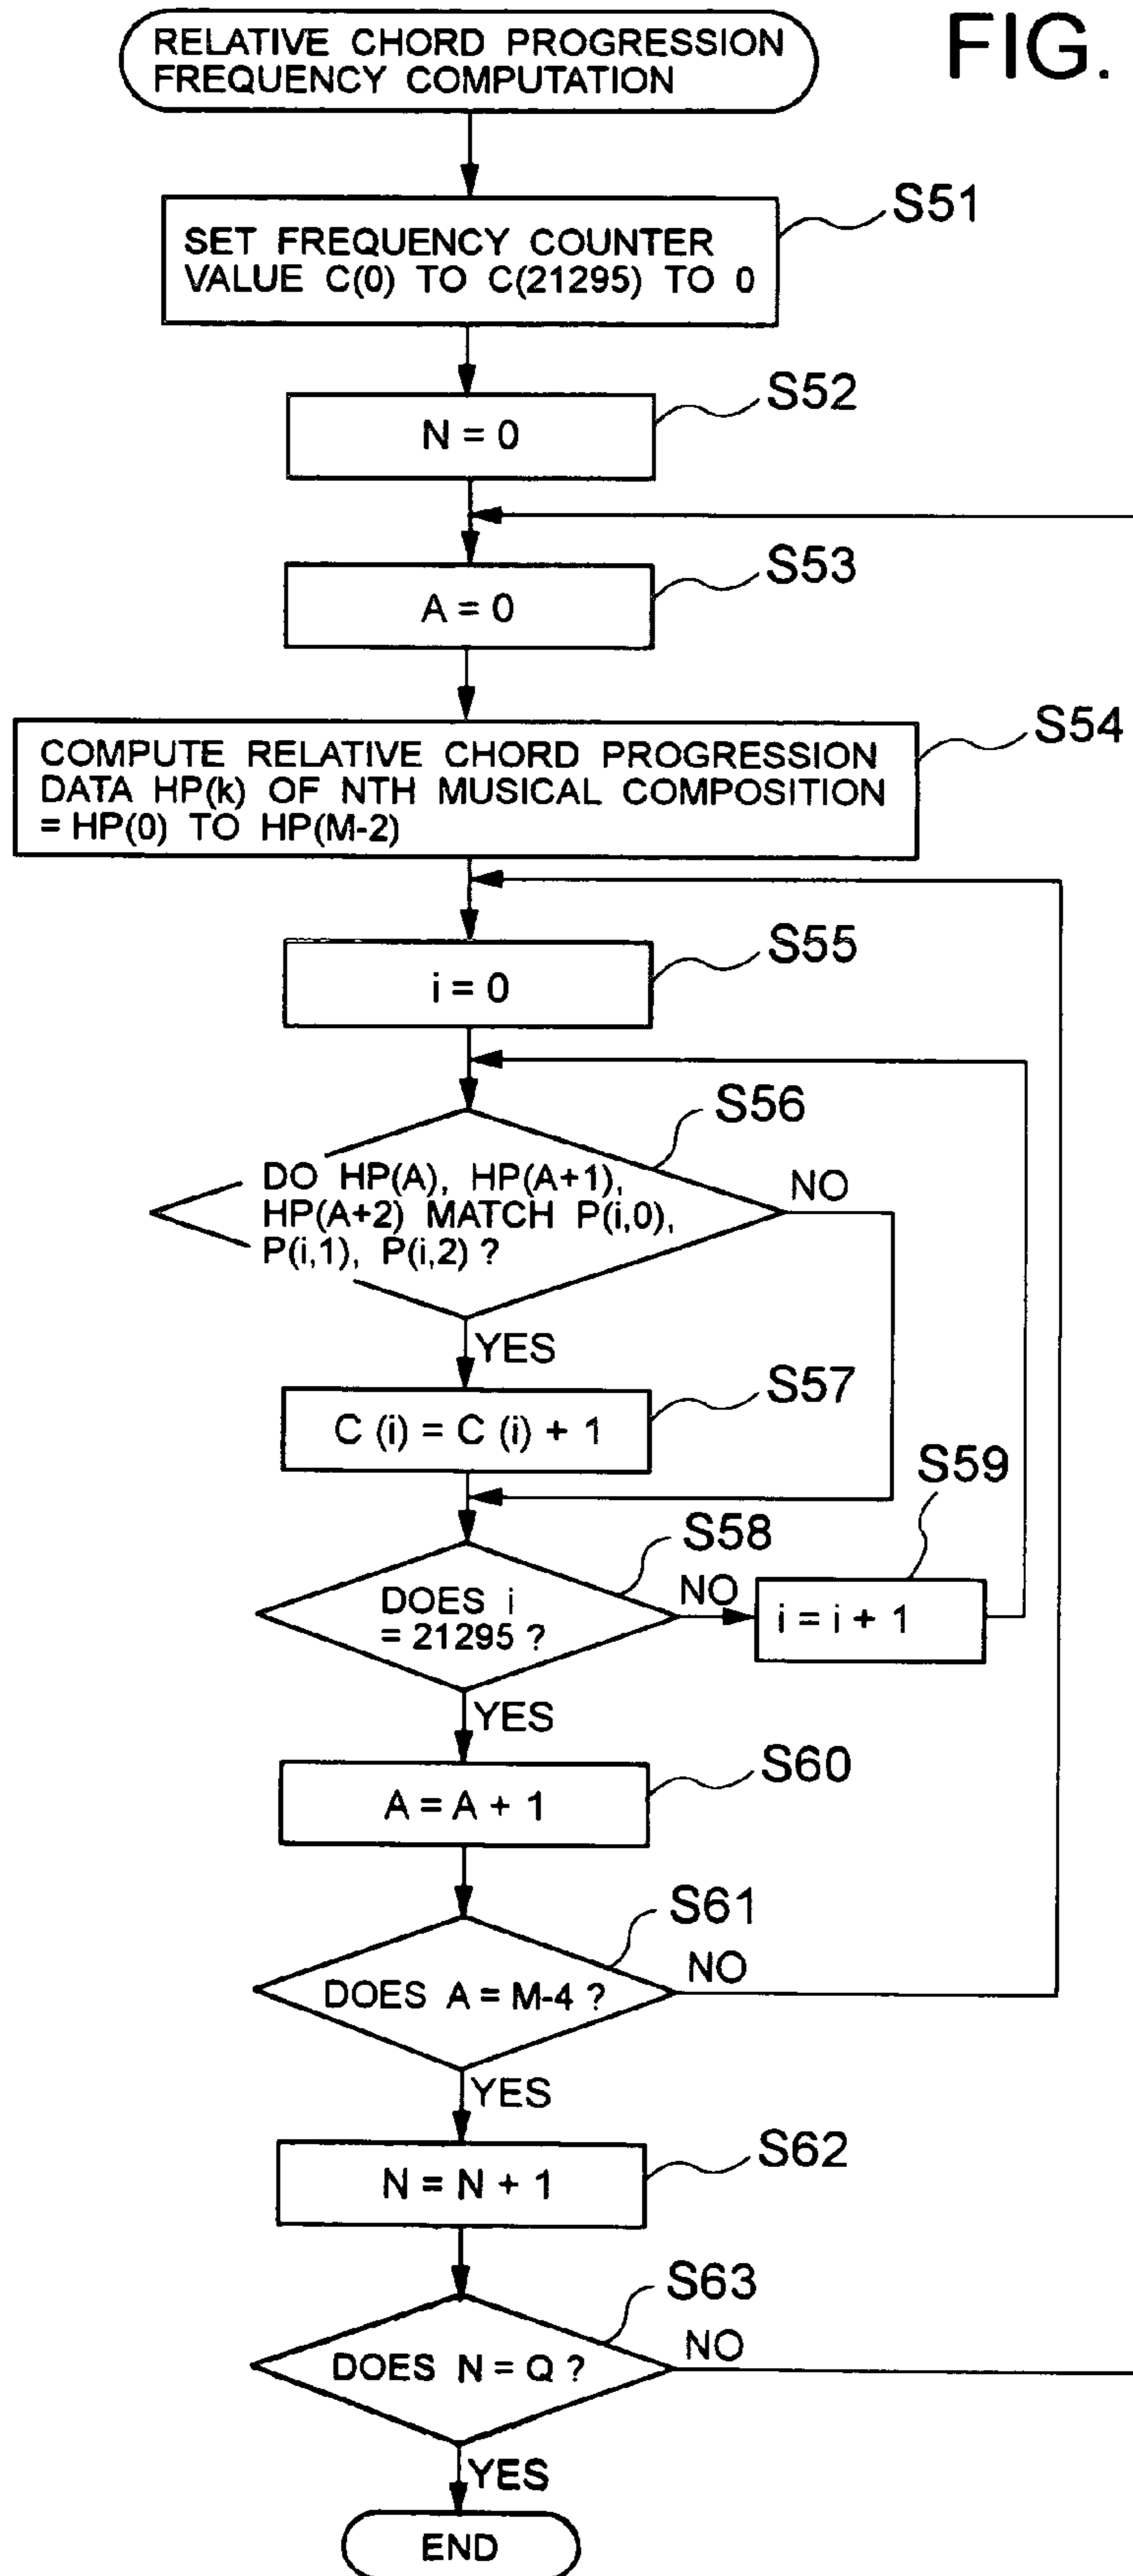 FIG.
RELATIVE CHORD PROGRESSION
FREQUENCY COMPUTATION
S51
SET FREQUENCY COUNTER
VALUE C(0) TO C(21295) TO 0
S52
N = 0
S53
A = 0
S54
COMPUTE RELATIVE CHORD PROGRESSION
DATA HP(k) OF NTH MUSICAL COMPOSITION
= HP(0) TO HP(M-2)
S55
i = 0
S56
DO HP(A), HP(A+1),
HP(A+2) MATCH P(i,0),
P(i,1), P(i,2) ?
NO
YES
S57
C (i) = C (i) + 1
S58
DOES i
= 21295 ?
NO
S59
i = i + 1
YES
S60
A = A + 1
S61
DOES A = M-4 ?
NO
YES
S62
N = N + 1
S63
DOES N = Q ?
NO
YES
END